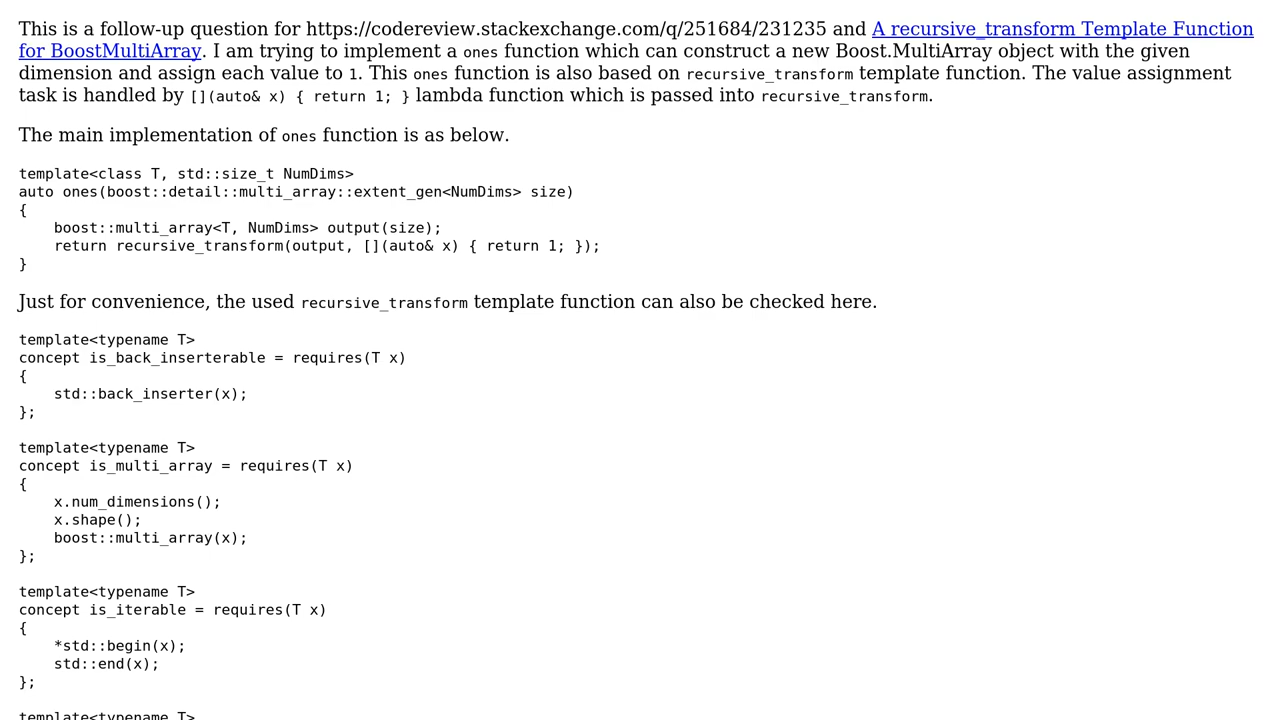 This is a follow-up question for https://codereview.stackexchange.com/q/251684/231235 and A recursive_transform Template Function
for BoostMultiArray. I am trying to implement a ones function which can construct a new Boost.MultiArray object with the given
dimension and assign each value to 1. This ones function is also based on recursive_transform template function. The value assignment
task is handled by [](auto& x) { return 1; } lambda function which is passed into recursive_transform.
The main implementation of ones function is as below.
template<class T, std::size_t NumDims>
auto ones(boost::detail::multi_array::extent_gen<NumDims> size)
{
    boost::multi_array<T, NumDims> output(size);
    return recursive_transform(output, [](auto& x) { return 1; });
}
Just for convenience, the used recursive_transform template function can also be checked here.
template<typename T>
concept is_back_inserterable = requires(T x)
{
    std::back_inserter(x);
};
template<typename T>
concept is_multi_array = requires(T x)
{
    x.num_dimensions();
    x.shape();
    boost::multi_array(x);
};
template<typename T>
concept is_iterable = requires(T x)
{
    *std::begin(x);
    std::end(x);
};
template<typename T>